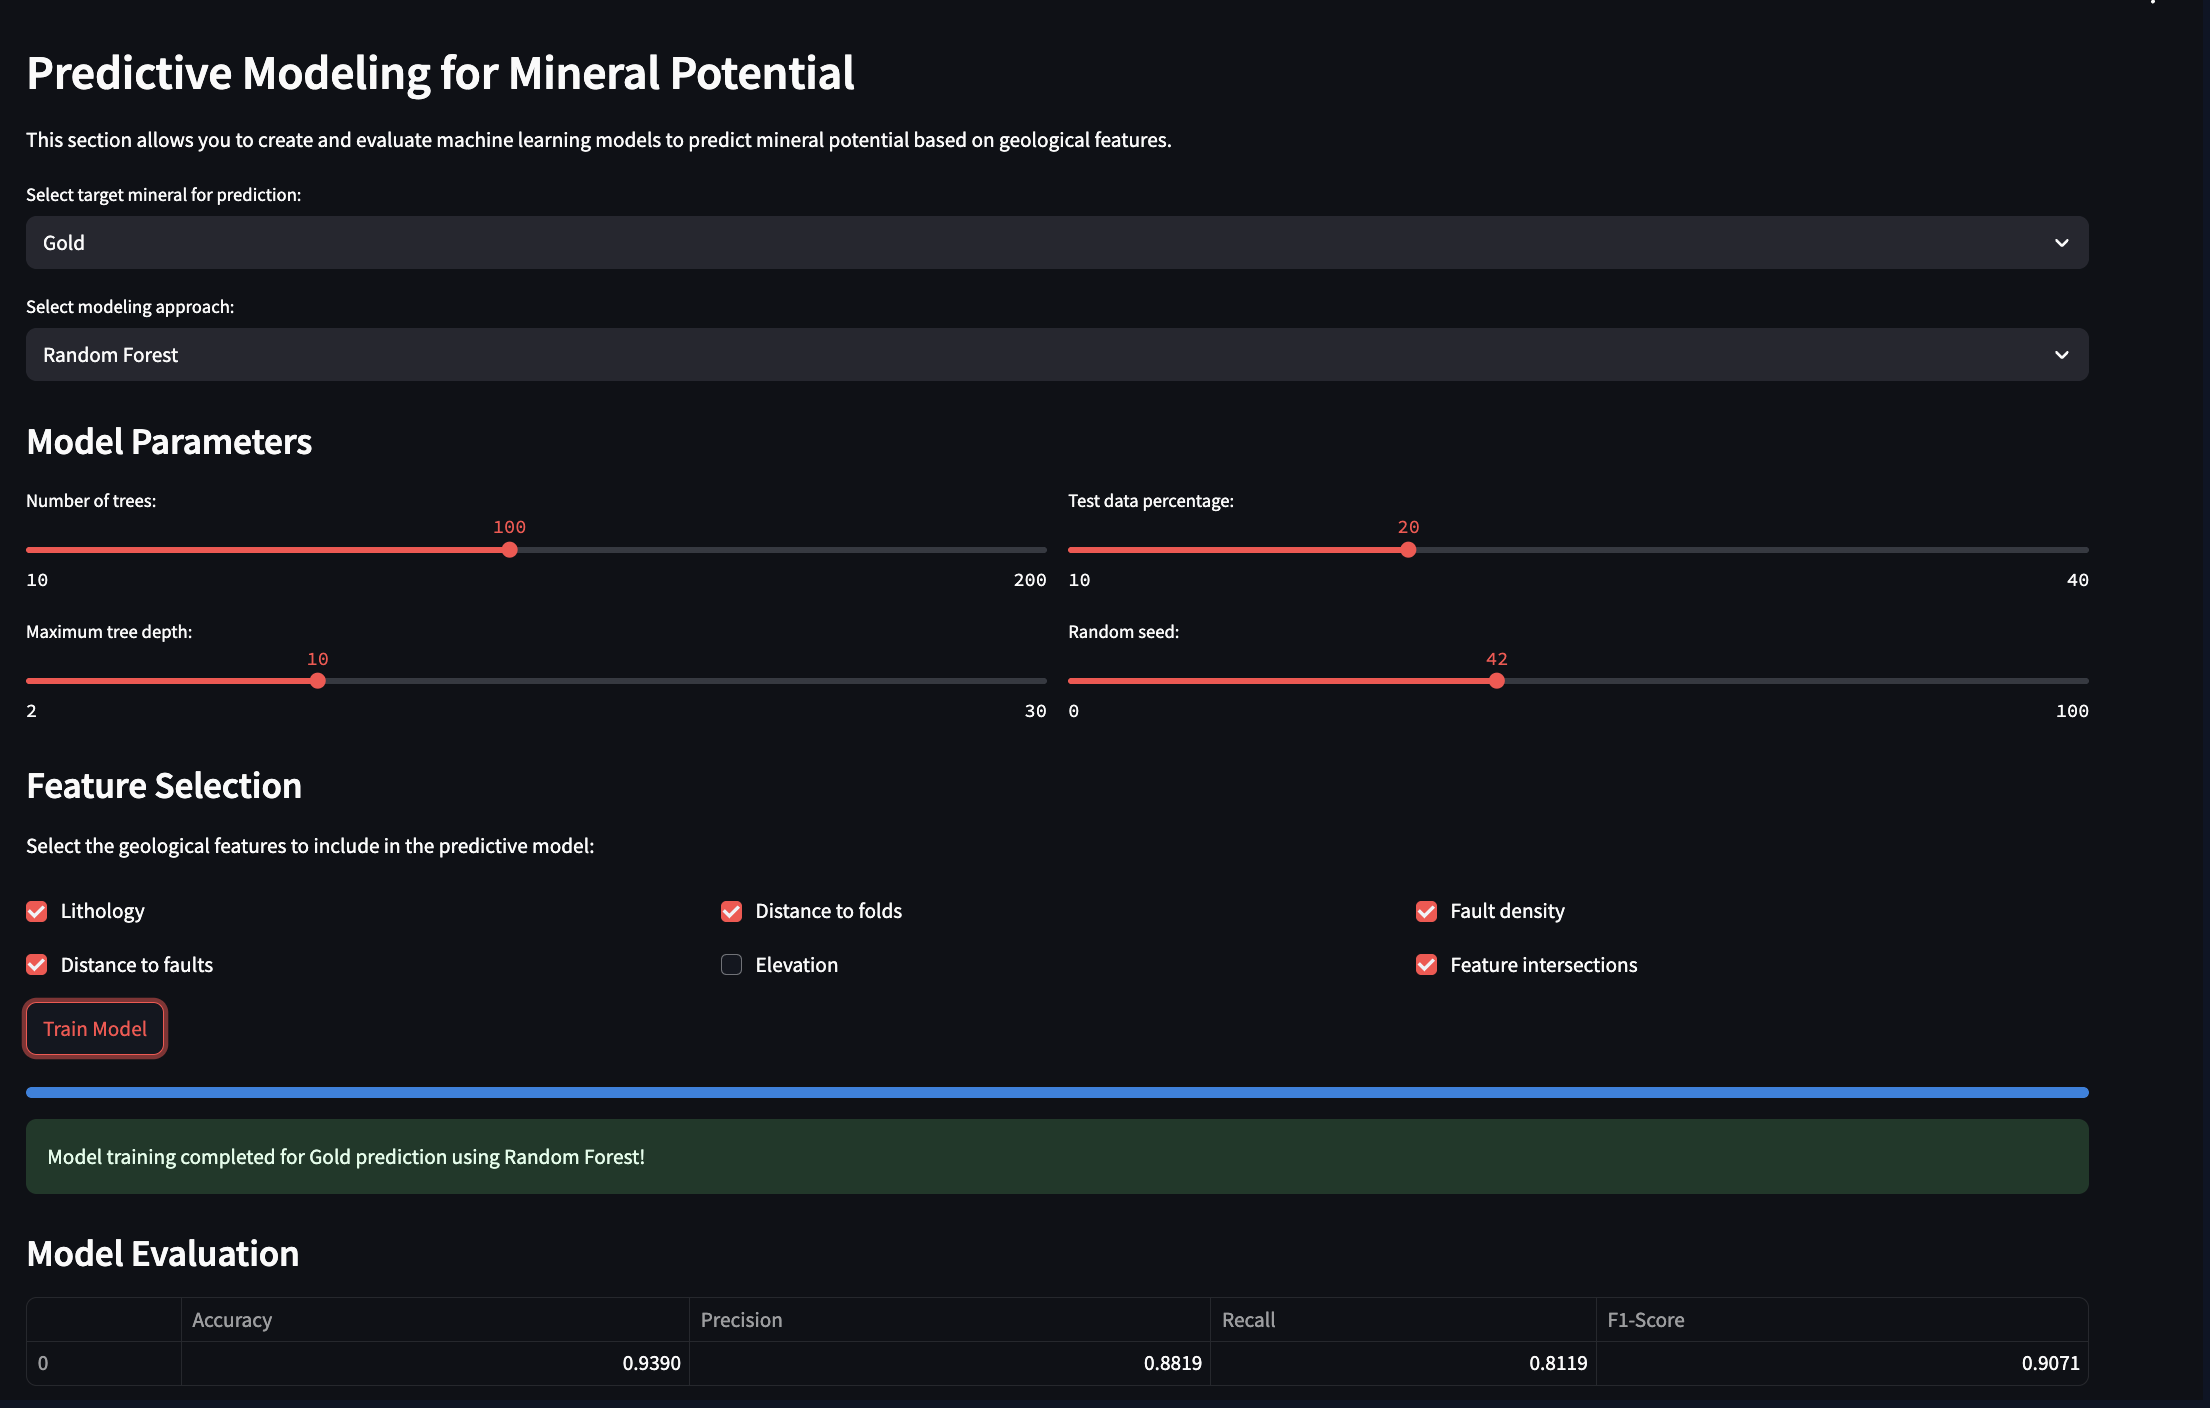 Predictive Modeling for Mineral Potential
This section allows you to create and evaluate machine learning models to predict mineral potential based on geological features.
Select target mineral for prediction:
Gold
Select modeling approach:
Random Forest
Model Parameters
Number of trees:
100
10 200
Test data percentage:
20
10 40
Maximum tree depth:
10
2 30
Random seed:
42
0 100
Feature Selection
Select the geological features to include in the predictive model:
Lithology Distance to folds Fault density
Distance to faults Elevation Feature intersections
Train Model
Model training completed for Gold prediction using Random Forest!
Model Evaluation
Accuracy Precision Recall F1-Score
0 0.9390 0.8819 0.8119 0.9071